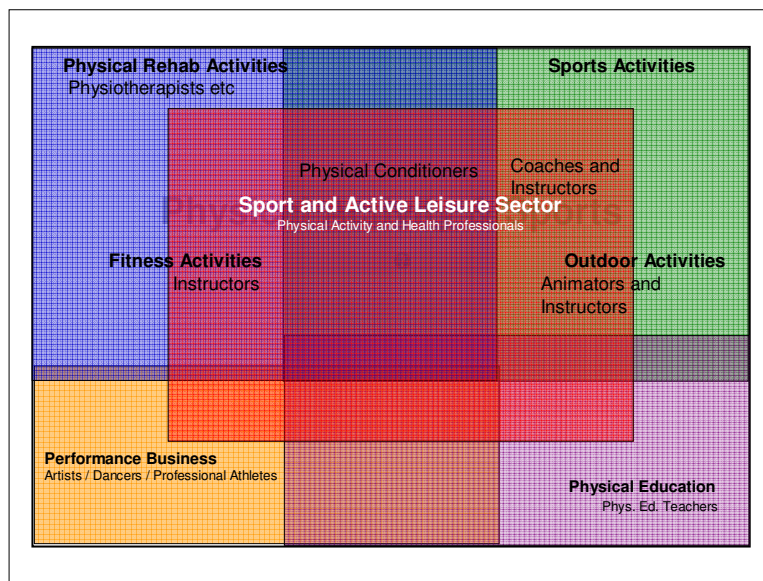 Physical Rehab Activities
Physiotherapists etc
Sports Activities
Physical Conditioners
Coaches and
Instructors
Sport and Active Leisure Sector
Physical Activity and Health Professionals
Fitness Activities
Instructors
Outdoor Activities
Animators and
Instructors
Performance Business
Artists / Dancers / Professional Athletes
Physical Education
Phys. Ed. Teachers